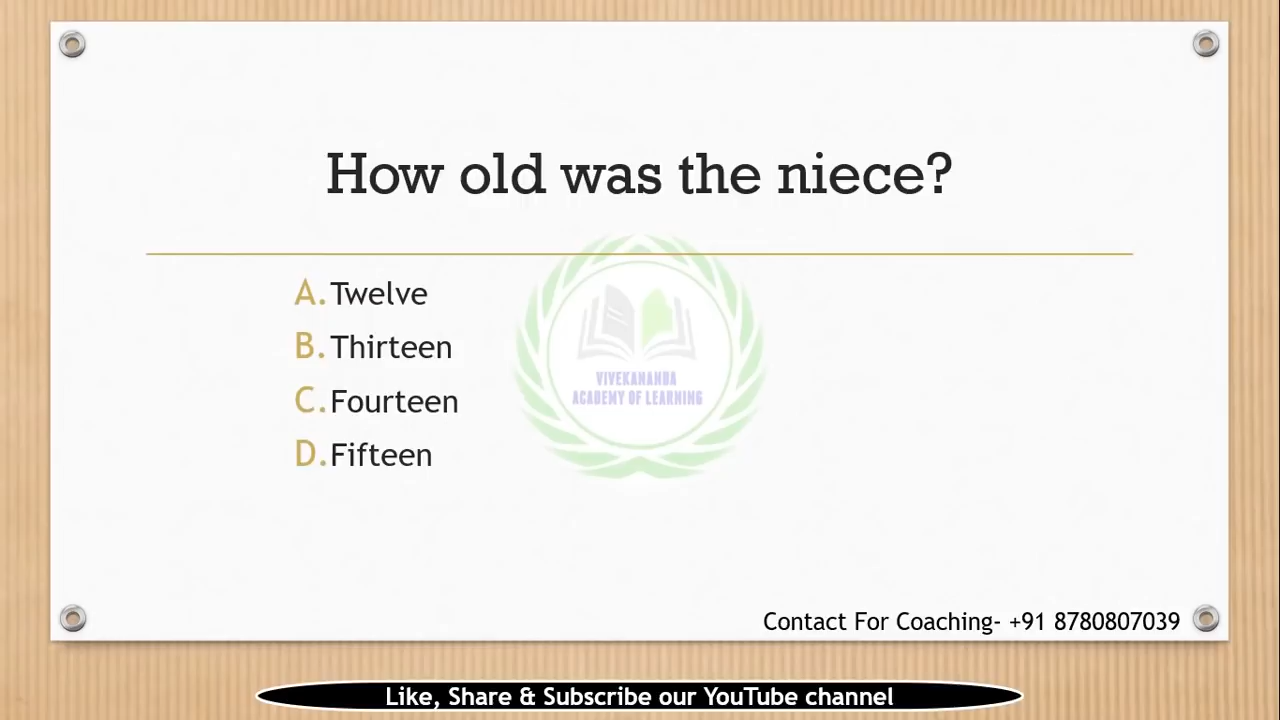 How old was the niece?
A. Twelve
B. Thirteen
C. Fourteen
D. Fifteen
VIVEKANANDA
ACADEMY OF LEARNING
Contact For Coaching- +91 8780807039
Like, Share & Subscribe our YouTube channel